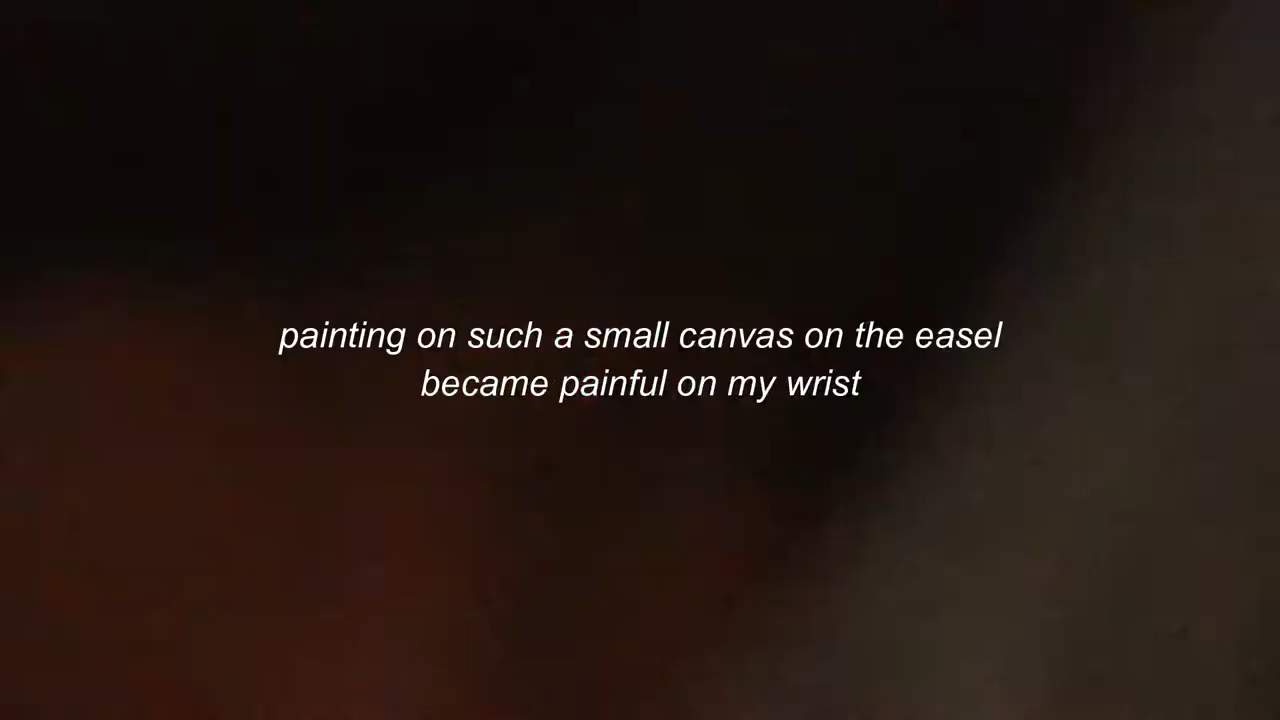 painting on such a small canvas on the easel
became painful on my wrist